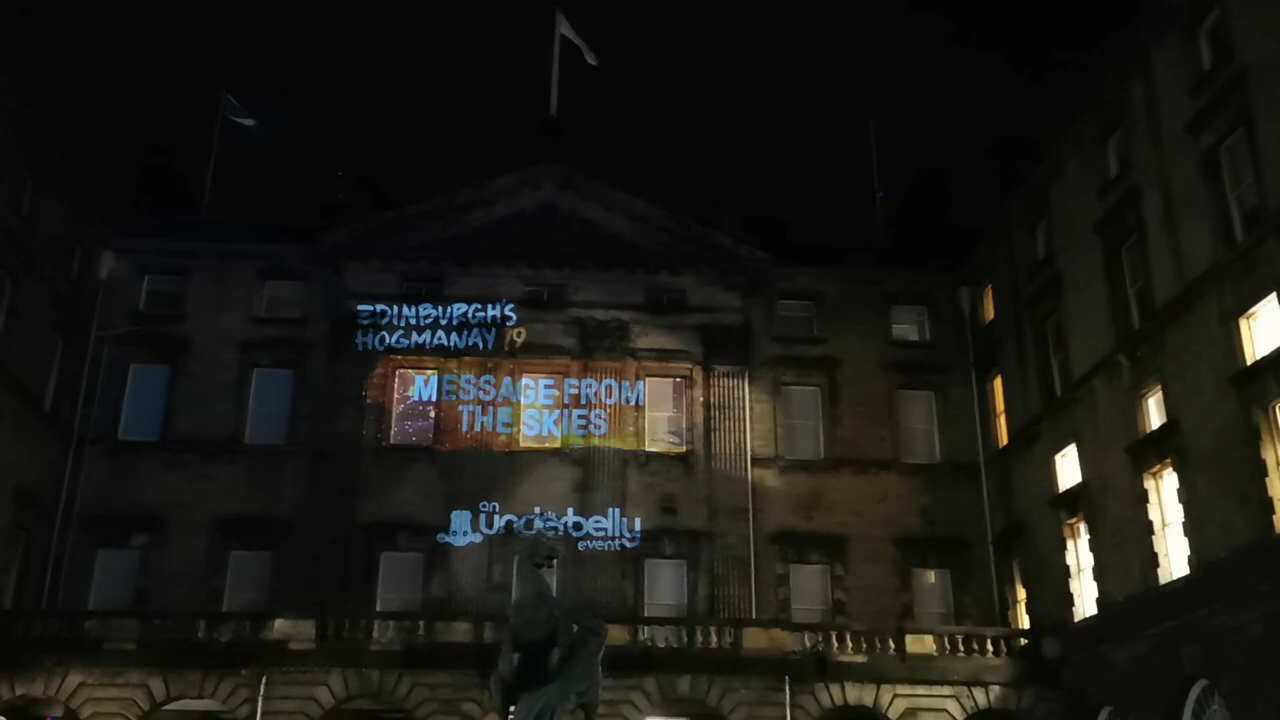 EDINBURGH'S
HOGMANAY 19
MESSAGE FROM
THE SKIES
an
underbelly
event